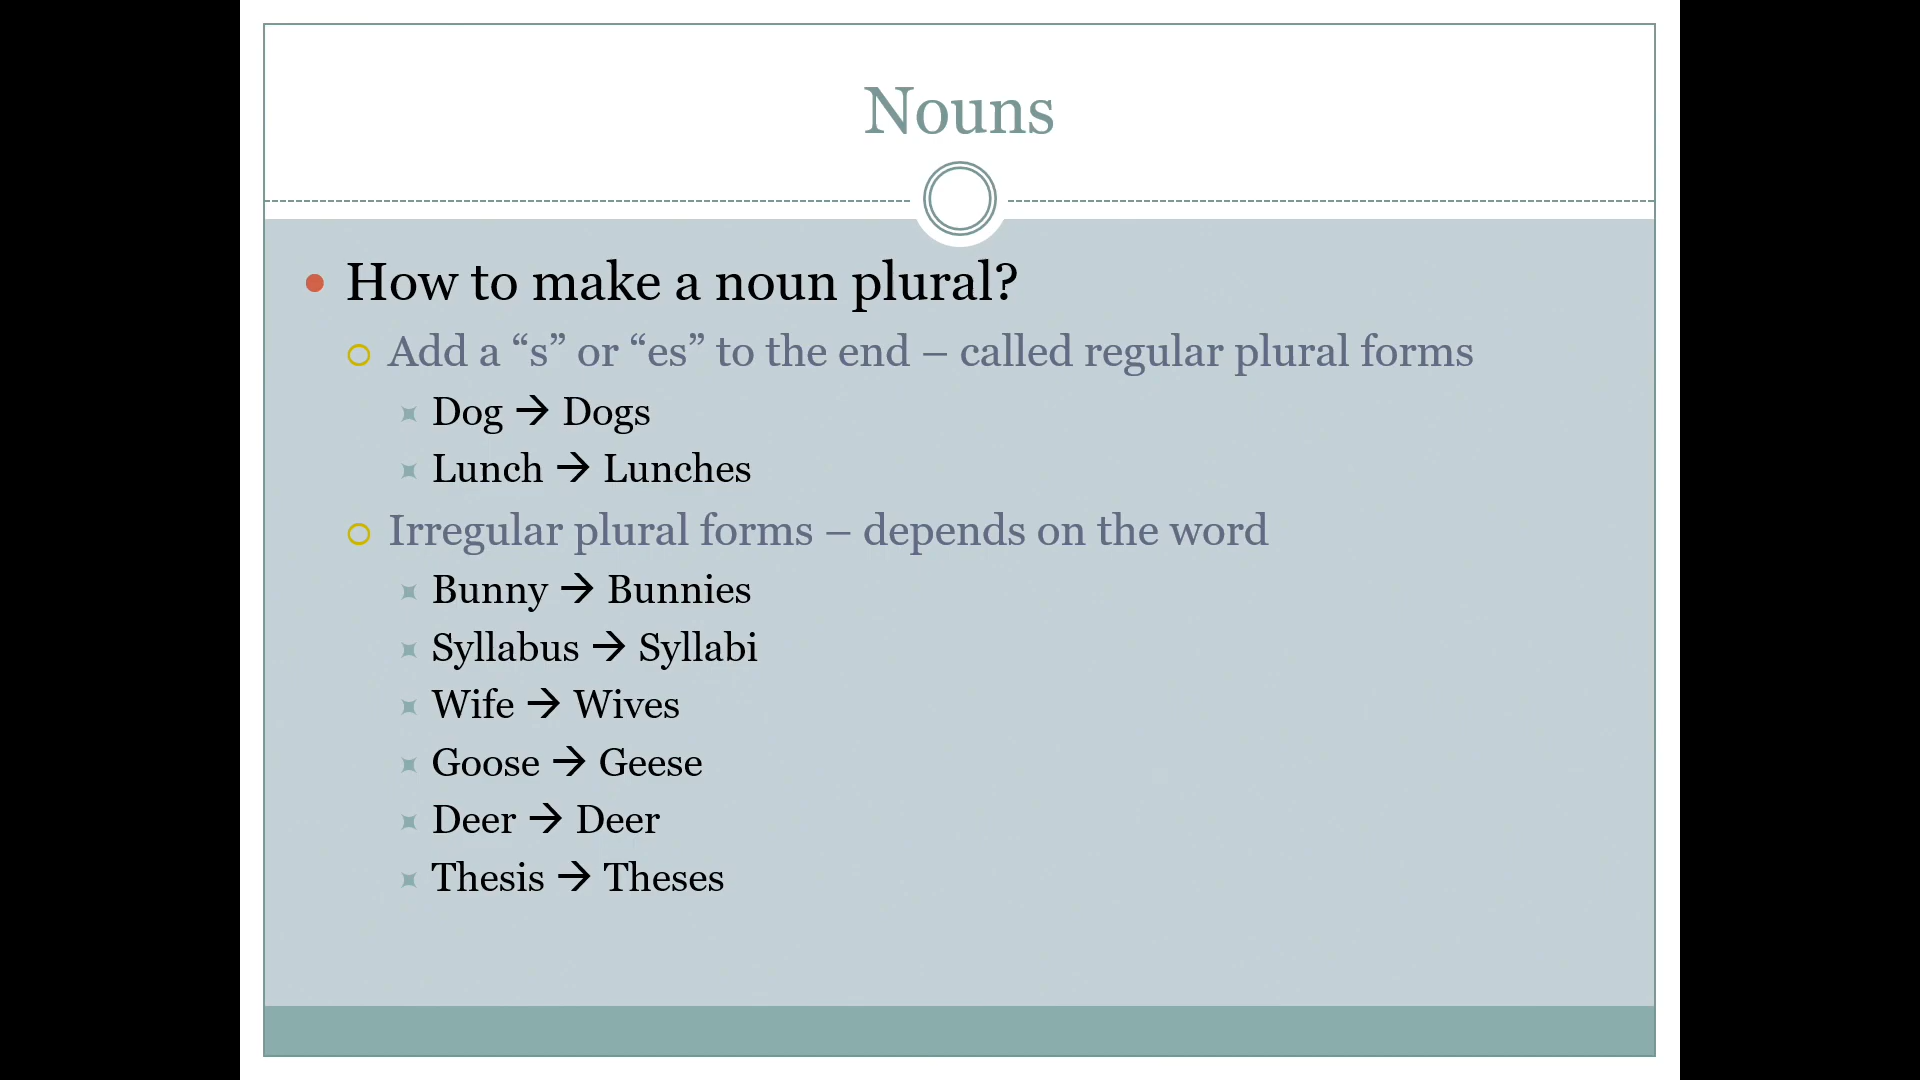 Nouns
How to make a noun plural?
Add a “s” or “es” to the end – called regular plural forms
Dog → Dogs
Lunch → Lunches
Irregular plural forms – depends on the word
Bunny → Bunnies
Syllabus → Syllabi
Wife → Wives
Goose → Geese
Deer → Deer
Thesis → Theses